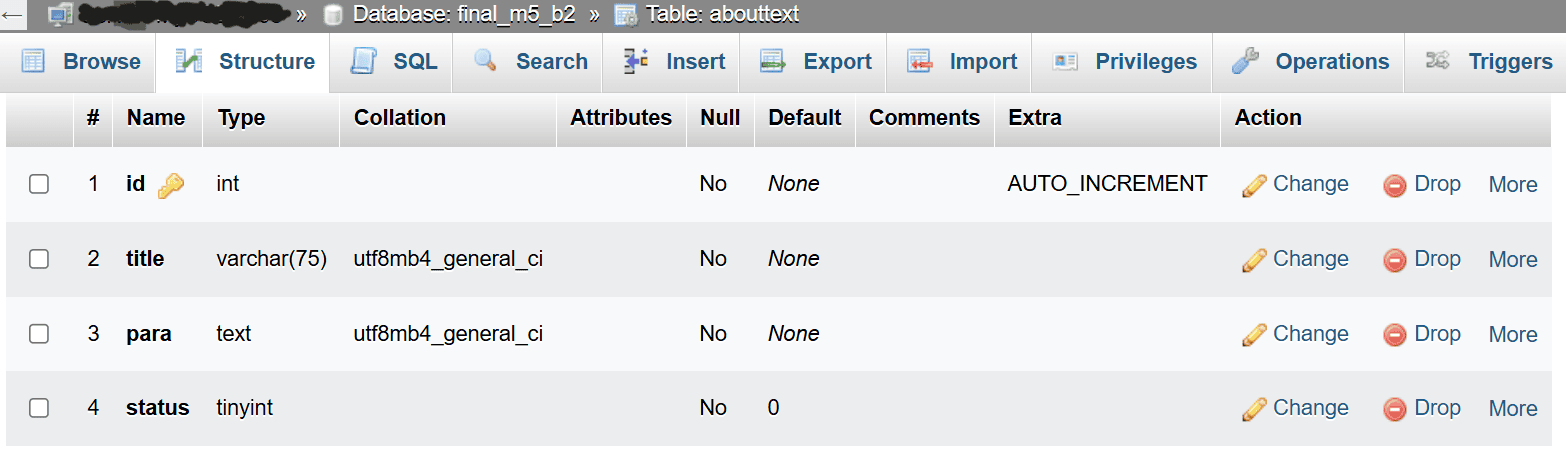 ← » Database: final_m5_b2 » Table: abouttext
Browse Structure SQL Search Insert Export Import Privileges Operations Triggers
# Name Type Collation Attributes Null Default Comments Extra Action
1 id int No None AUTO_INCREMENT Change Drop More
2 title varchar(75) utf8mb4_general_ci No None Change Drop More
3 para text utf8mb4_general_ci No None Change Drop More
4 status tinyint No 0 Change Drop More